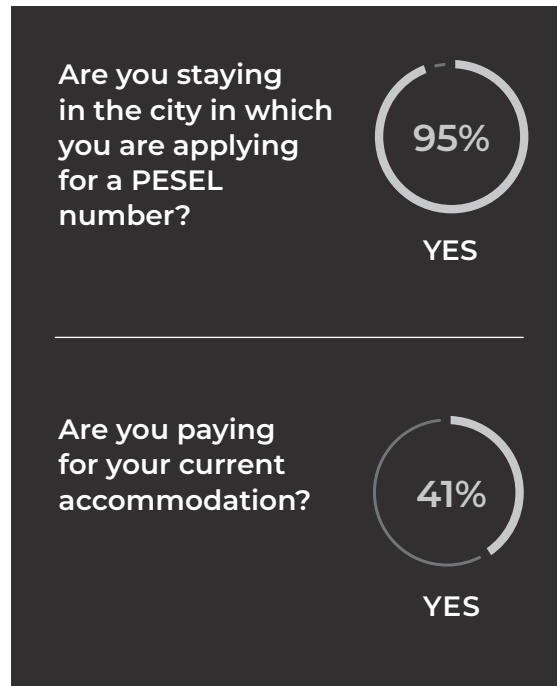 Are you staying
in the city in which
you are applying
for a PESEL
number?
95%
YES
Are you paying
for your current
accommodation?
41%
YES